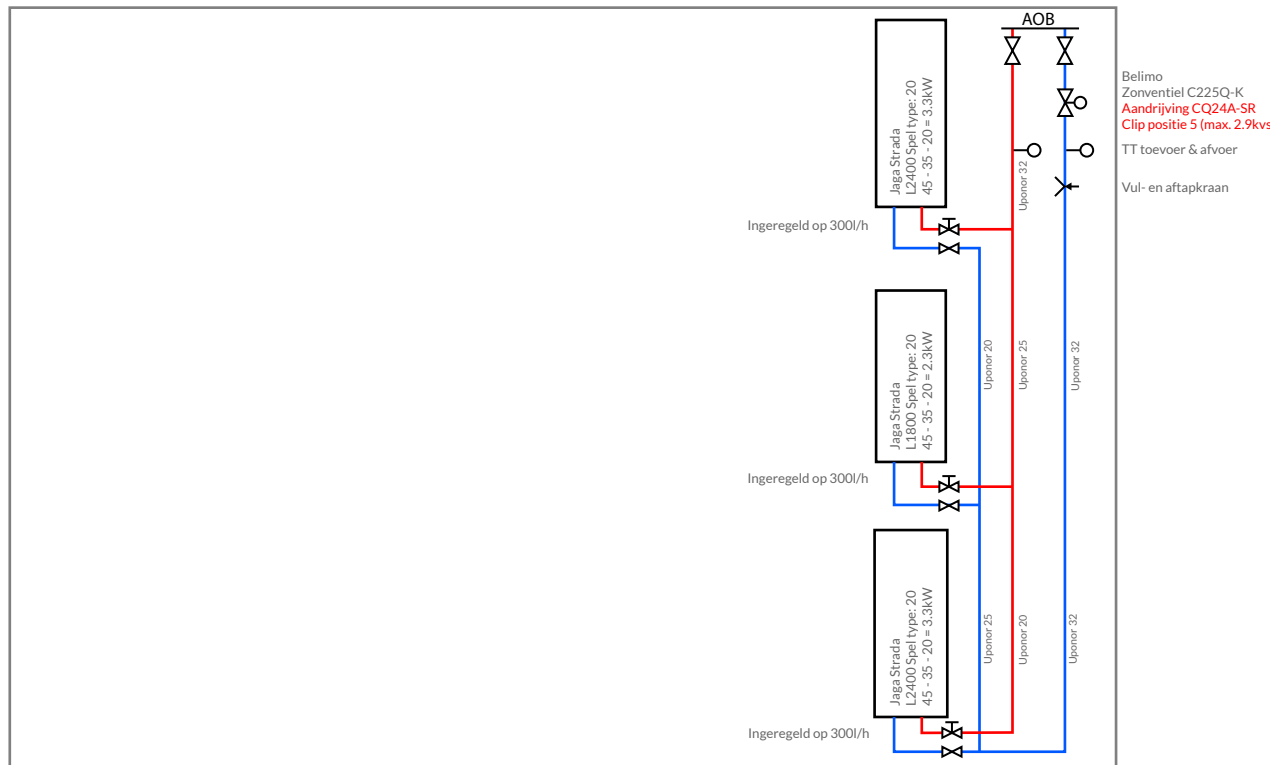 AOB
Belimo
Zonventiel C225Q-K
Aandrijving CQ24A-SR
Clip positie 5 (max. 2.9kvs
TT toevoer & afvoer
Vul- en aftapkraan
Jaga Strada
L2400 Spel type: 20
45 - 35 - 20 = 3.3kW
Uponor 32
Ingeregeld op 300l/h
Jaga Strada
L1800 Spel type: 20
45 - 35 - 20 = 2.3kW
Uponor 20
Uponor 25
Uponor 32
Ingeregeld op 300l/h
Jaga Strada
L2400 Spel type: 20
45 - 35 - 20 = 3.3kW
Uponor 25
Uponor 20
Uponor 32
Ingeregeld op 300l/h